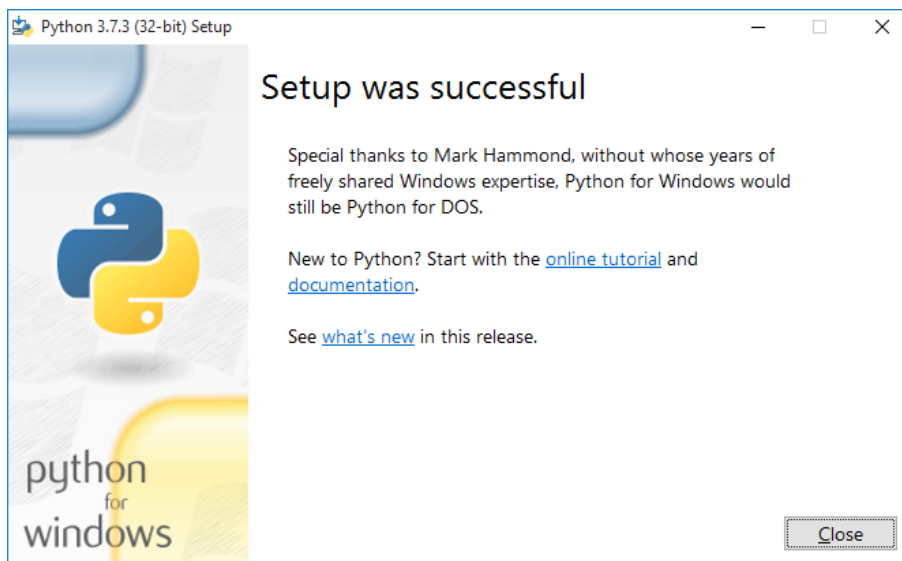 Python 3.7.3 (32-bit) Setup
Setup was successful
Special thanks to Mark Hammond, without whose years of
freely shared Windows expertise, Python for Windows would
still be Python for DOS.
New to Python? Start with the online tutorial and
documentation.
See what's new in this release.
python
for
windows
Close